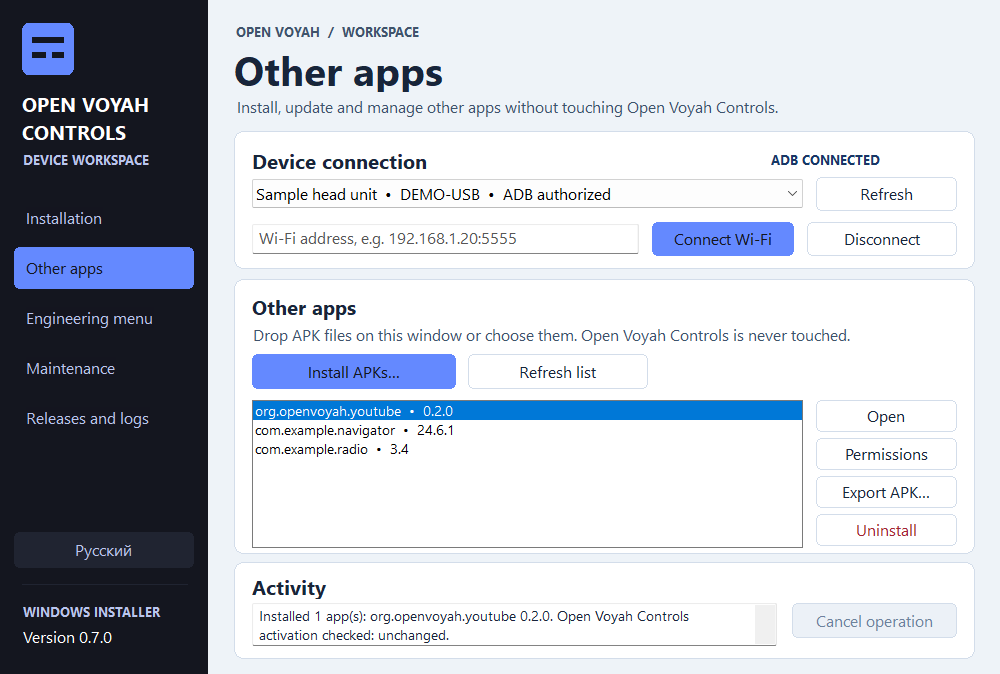 OPEN VOYAH
CONTROLS
DEVICE WORKSPACE
Installation
Other apps
Engineering menu
Maintenance
Releases and logs
Русский
WINDOWS INSTALLER
Version 0.7.0
OPEN VOYAH / WORKSPACE
Other apps
Install, update and manage other apps without touching Open Voyah Controls.
Device connection
ADB CONNECTED
Sample head unit • DEMO-USB • ADB authorized
Refresh
Wi-Fi address, e.g. 192.168.1.20:5555
Connect Wi-Fi
Disconnect
Other apps
Drop APK files on this window or choose them. Open Voyah Controls is never touched.
Install APKs...
Refresh list
org.openvoyah.youtube • 0.2.0
com.example.navigator • 24.6.1
com.example.radio • 3.4
Open
Permissions
Export APK...
Uninstall
Activity
Installed 1 app(s): org.openvoyah.youtube 0.2.0. Open Voyah Controls
activation checked: unchanged.
Cancel operation